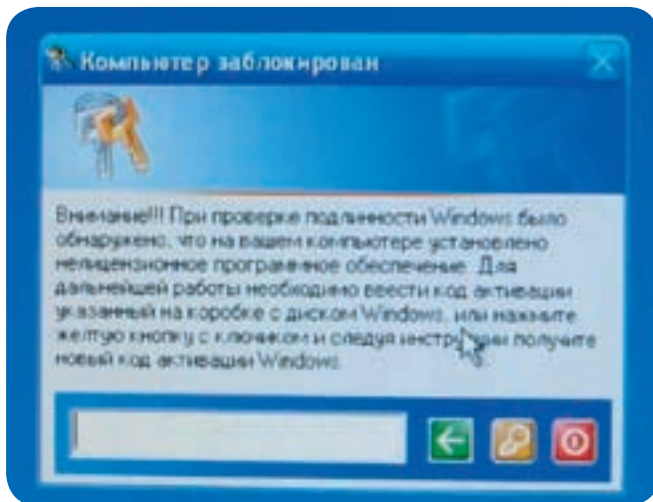 Компьютер заблокирован
Внимание!!! При проверке подлинности Windows было
обнаружено, что на вашем компьютере установлено
нелицензионное программное обеспечение. Для
дальнейшей работы необходимо ввести код активации
указанный на коробке с диском Windows, или нажмите
желтую кнопку с ключиком и следуя инструкции получите
новый код активации Windows.